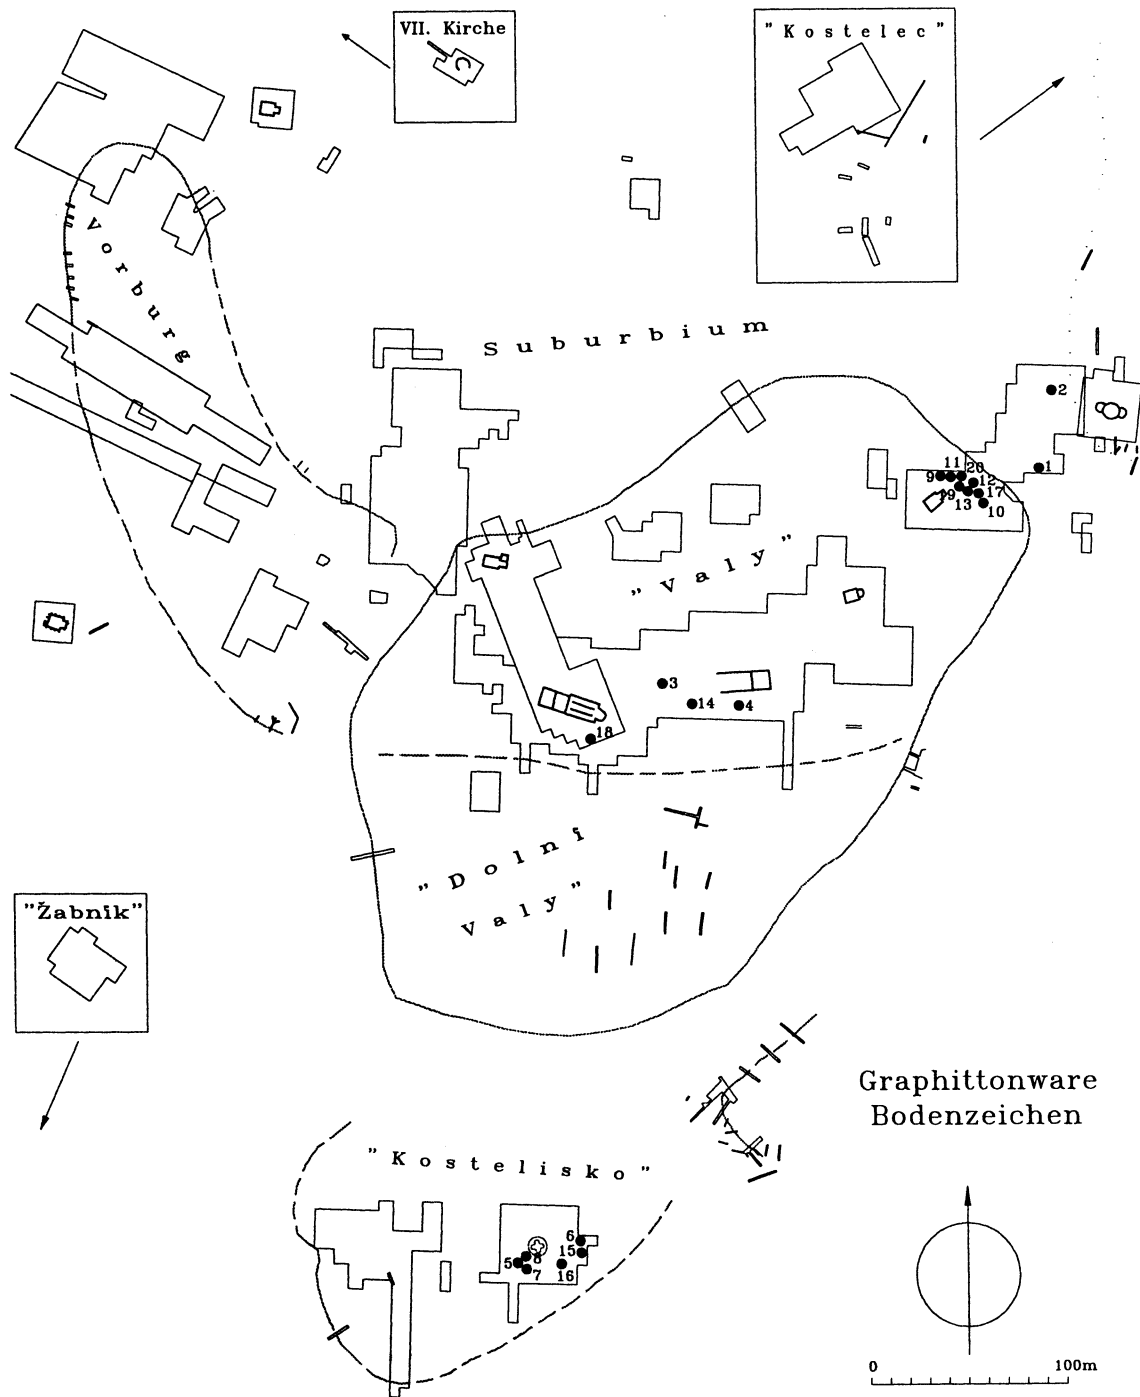 VII. Kirche
"Kostelec"
Vorburg
Suburbium
2
1
11
20
9
12
19
17
13
10
"Valy"
3
14
4
18
"Dolní
Valy"
"Žabnik"
Graphittonware
Bodenzeichen
"Kostelisko"
6
8
15
5
7
16
0
100m